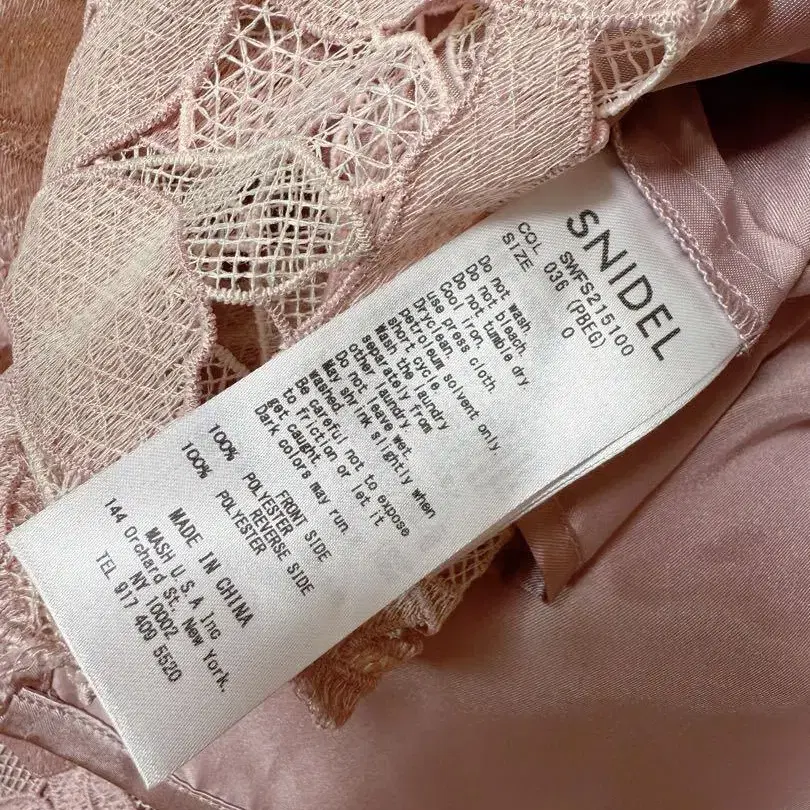 SNIDEL
SWFS215100
COL 036 (PBEG)
SIZE 0
Do not wash.
Do not bleach.
Do not tumble dry
Cool iron.
use press cloth.
Dryclean.
petroleum solvent only
short cycle.
Wash the laundry
separately from
other laundry.
Do not leave wet.
May shrink slightly when
washed.
Be careful not to expose
to friction or let it
get caught.
Dark colors may run.
FRONT SIDE
100% POLYESTER
REVERSE SIDE
100% POLYESTER
MADE IN CHINA
MASH U.S.A Inc
144 Orchard St. New York.
NY 10002
TEL 917 409 5520